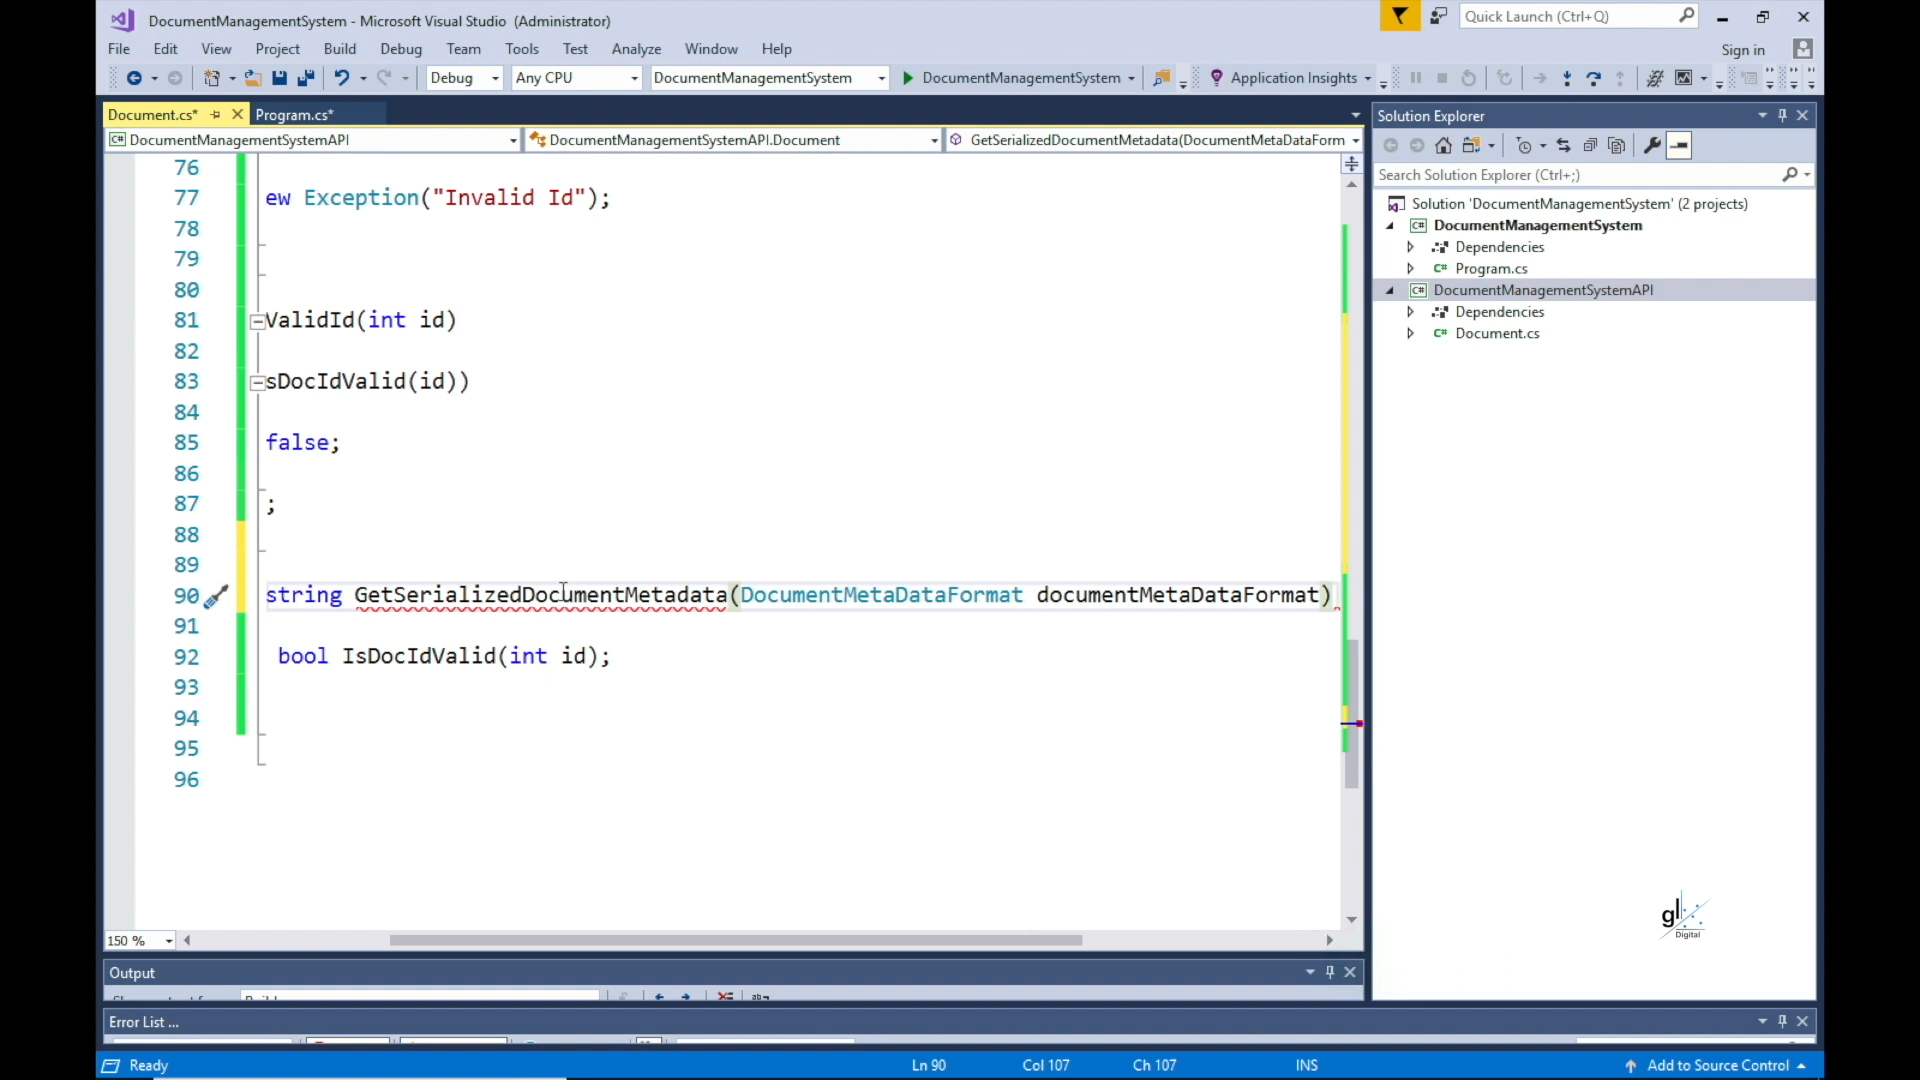 DocumentManagementSystem - Microsoft Visual Studio (Administrator)
Quick Launch (Ctrl+Q)
File Edit View Project Build Debug Team Tools Test Analyze Window Help
Sign in
Debug Any CPU DocumentManagementSystem DocumentManagementSystem Application Insights
Document.cs* Program.cs*
DocumentManagementSystemAPI DocumentManagementSystemAPI.Document GetSerializedDocumentMetadata(DocumentMetaDataForm
76
77 ew Exception("Invalid Id");
78
79
80
81 ValidId(int id)
82
83 sDocIdValid(id))
84
85 false;
86
87 ;
88
89
90 string GetSerializedDocumentMetadata(DocumentMetaDataFormat documentMetaDataFormat)
91
92 bool IsDocIdValid(int id);
93
94
95
96
150 %
Solution Explorer
Search Solution Explorer (Ctrl+;)
Solution 'DocumentManagementSystem' (2 projects)
C# DocumentManagementSystem
Dependencies
C# Program.cs
C# DocumentManagementSystemAPI
Dependencies
C# Document.cs
gl
Digital
Output
Error List ...
Ready Ln 90 Col 107 Ch 107 INS Add to Source Control